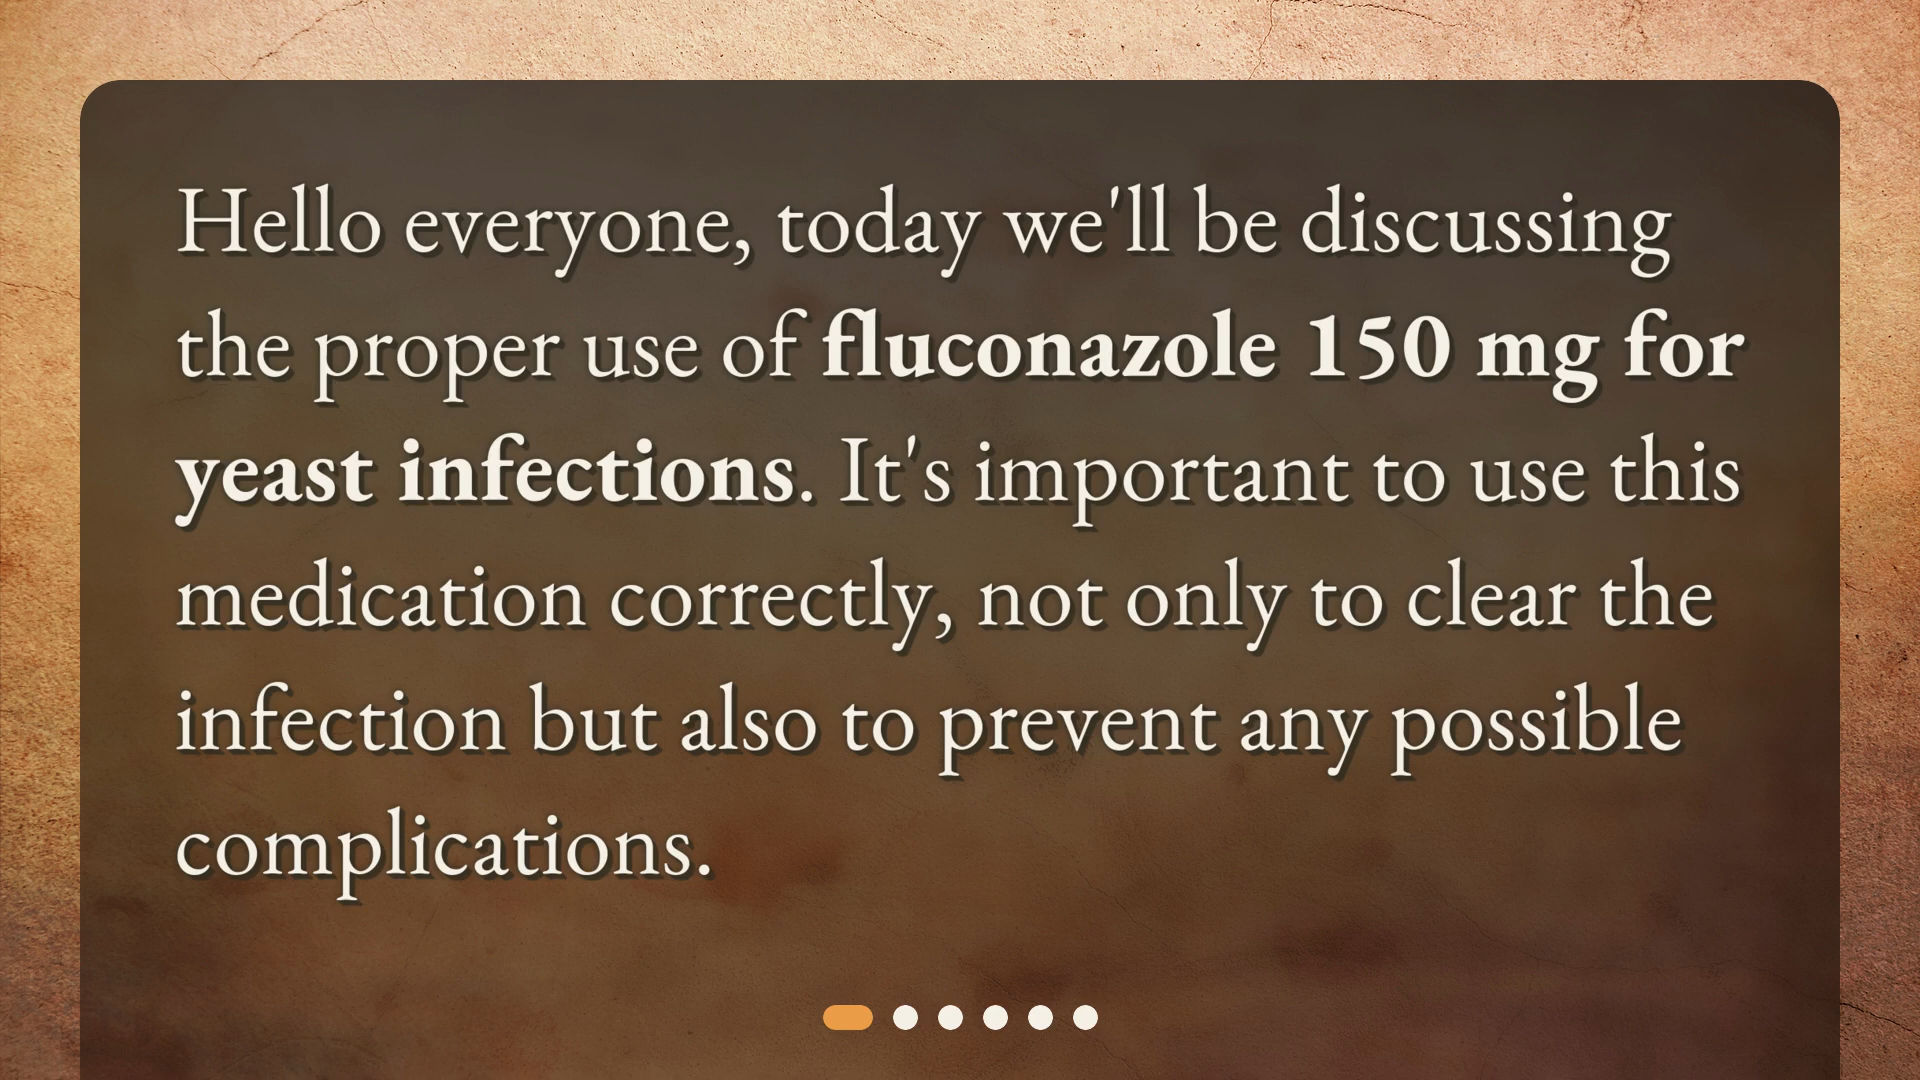 Hello everyone, today we'll be discussing
the proper use of fluconazole 150 mg for
yeast infections. It's important to use this
medication correctly, not only to clear the
infection but also to prevent any possible
complications.